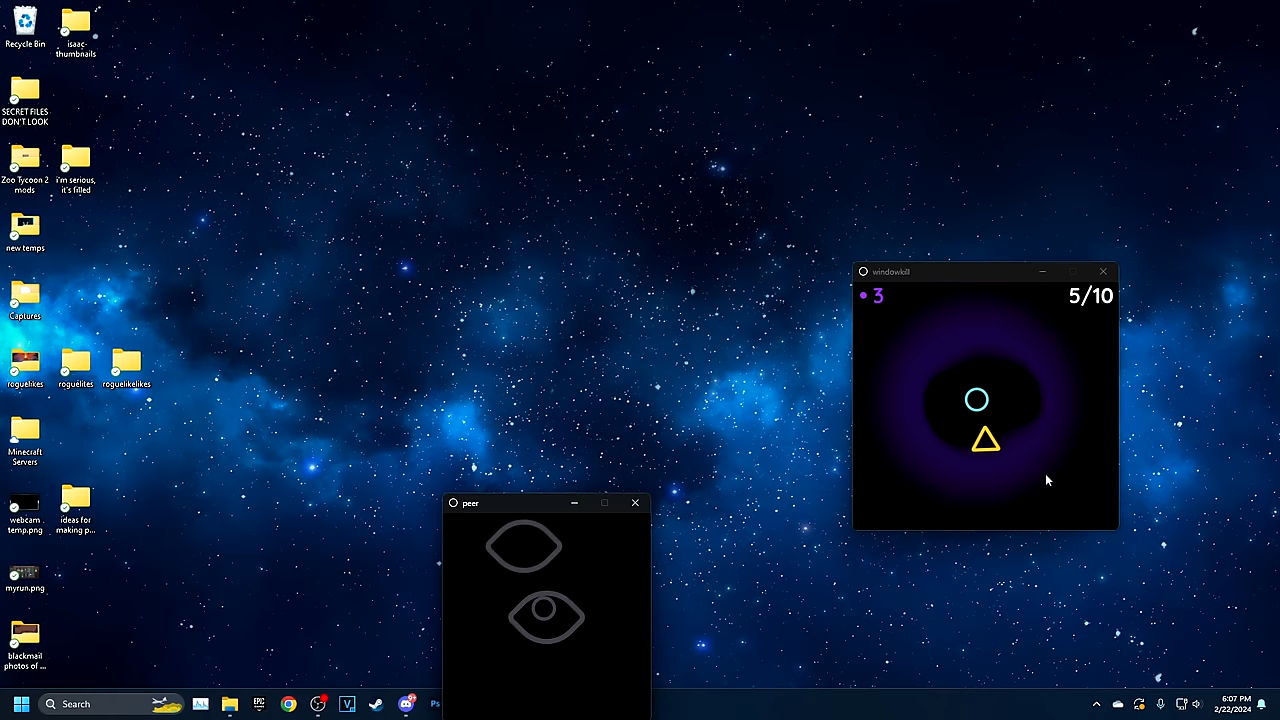 Recycle Bin
isaac-
thumbnails
SECRET FILES
DON'T LOOK
Zoo Tycoon 2
mods
i'm serious,
it's filled
new temps
Captures
roguelikes
roguelites
roguelikelikes
Minecraft
Servers
webcam
temp.png
ideas for
making p...
myrun.png
blackmail
photos of ...
windowkill
3
5/10
peer
Search
EPIC
V
Ps
6:07 PM
2/22/2024